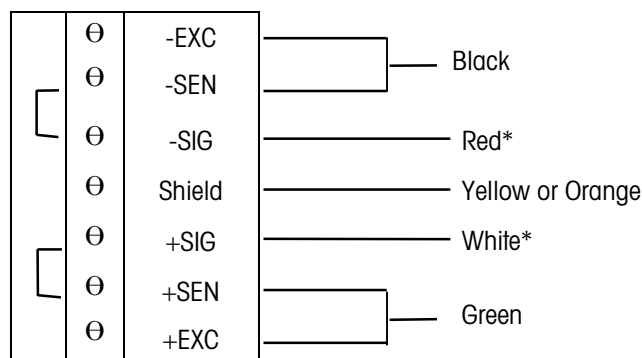 ϴ -EXC
Black
ϴ -SEN
ϴ -SIG Red*
ϴ Shield Yellow or Orange
ϴ +SIG White*
ϴ +SEN
Green
ϴ +EXC